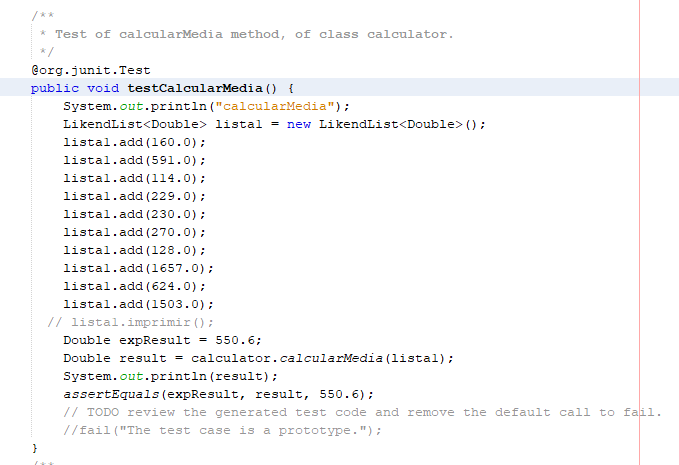 /**
* Test of calcularMedia method, of class calculator.
*/
@org.junit.Test
public void testCalcularMedia() {
System.out.println("calcularMedia");
LikendList<Double> lista1 = new LikendList<Double>();
lista1.add(160.0);
lista1.add(591.0);
lista1.add(114.0);
lista1.add(229.0);
lista1.add(230.0);
lista1.add(270.0);
lista1.add(128.0);
lista1.add(1657.0);
lista1.add(624.0);
lista1.add(1503.0);
// lista1.imprimir();
Double expResult = 550.6;
Double result = calculator.calcularMedia(lista1);
System.out.println(result);
assertEquals(expResult, result, 550.6);
// TODO review the generated test code and remove the default call to fail.
//fail("The test case is a prototype.");
}
/**